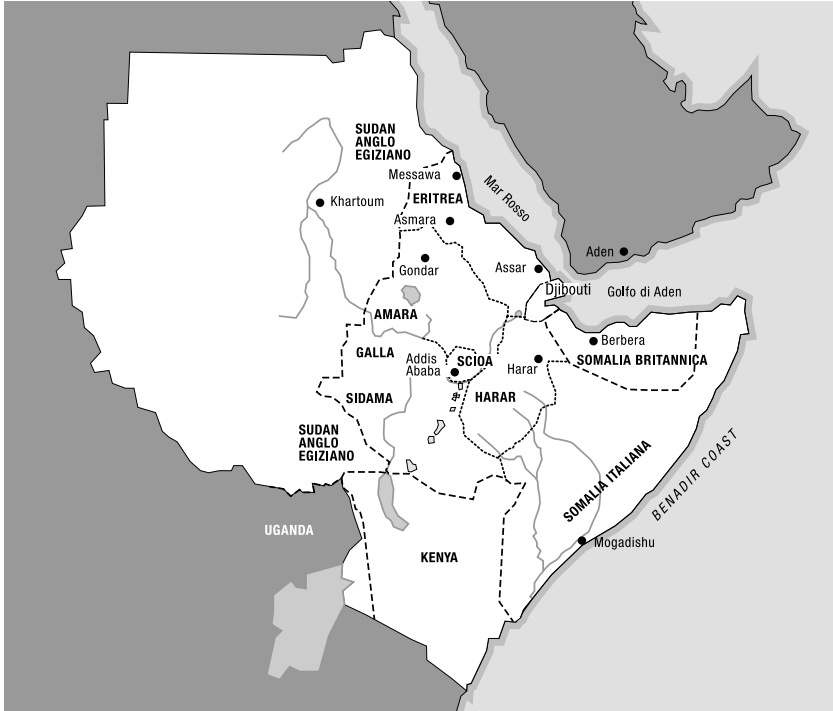 SUDAN
ANGLO
EGIZIANO
Messawa
ERITREA
Mar Rosso
Khartoum
Asmara
Aden
Gondar
Assar
Djibouti
Golfo di Aden
AMARA
Berbera
GALLA
Addis
Ababa
SCIOA
Harar
SOMALIA BRITANNICA
SIDAMA
HARAR
SUDAN
ANGLO
EGIZIANO
SOMALIA ITALIANA
BENADIR COAST
UGANDA
Mogadishu
KENYA